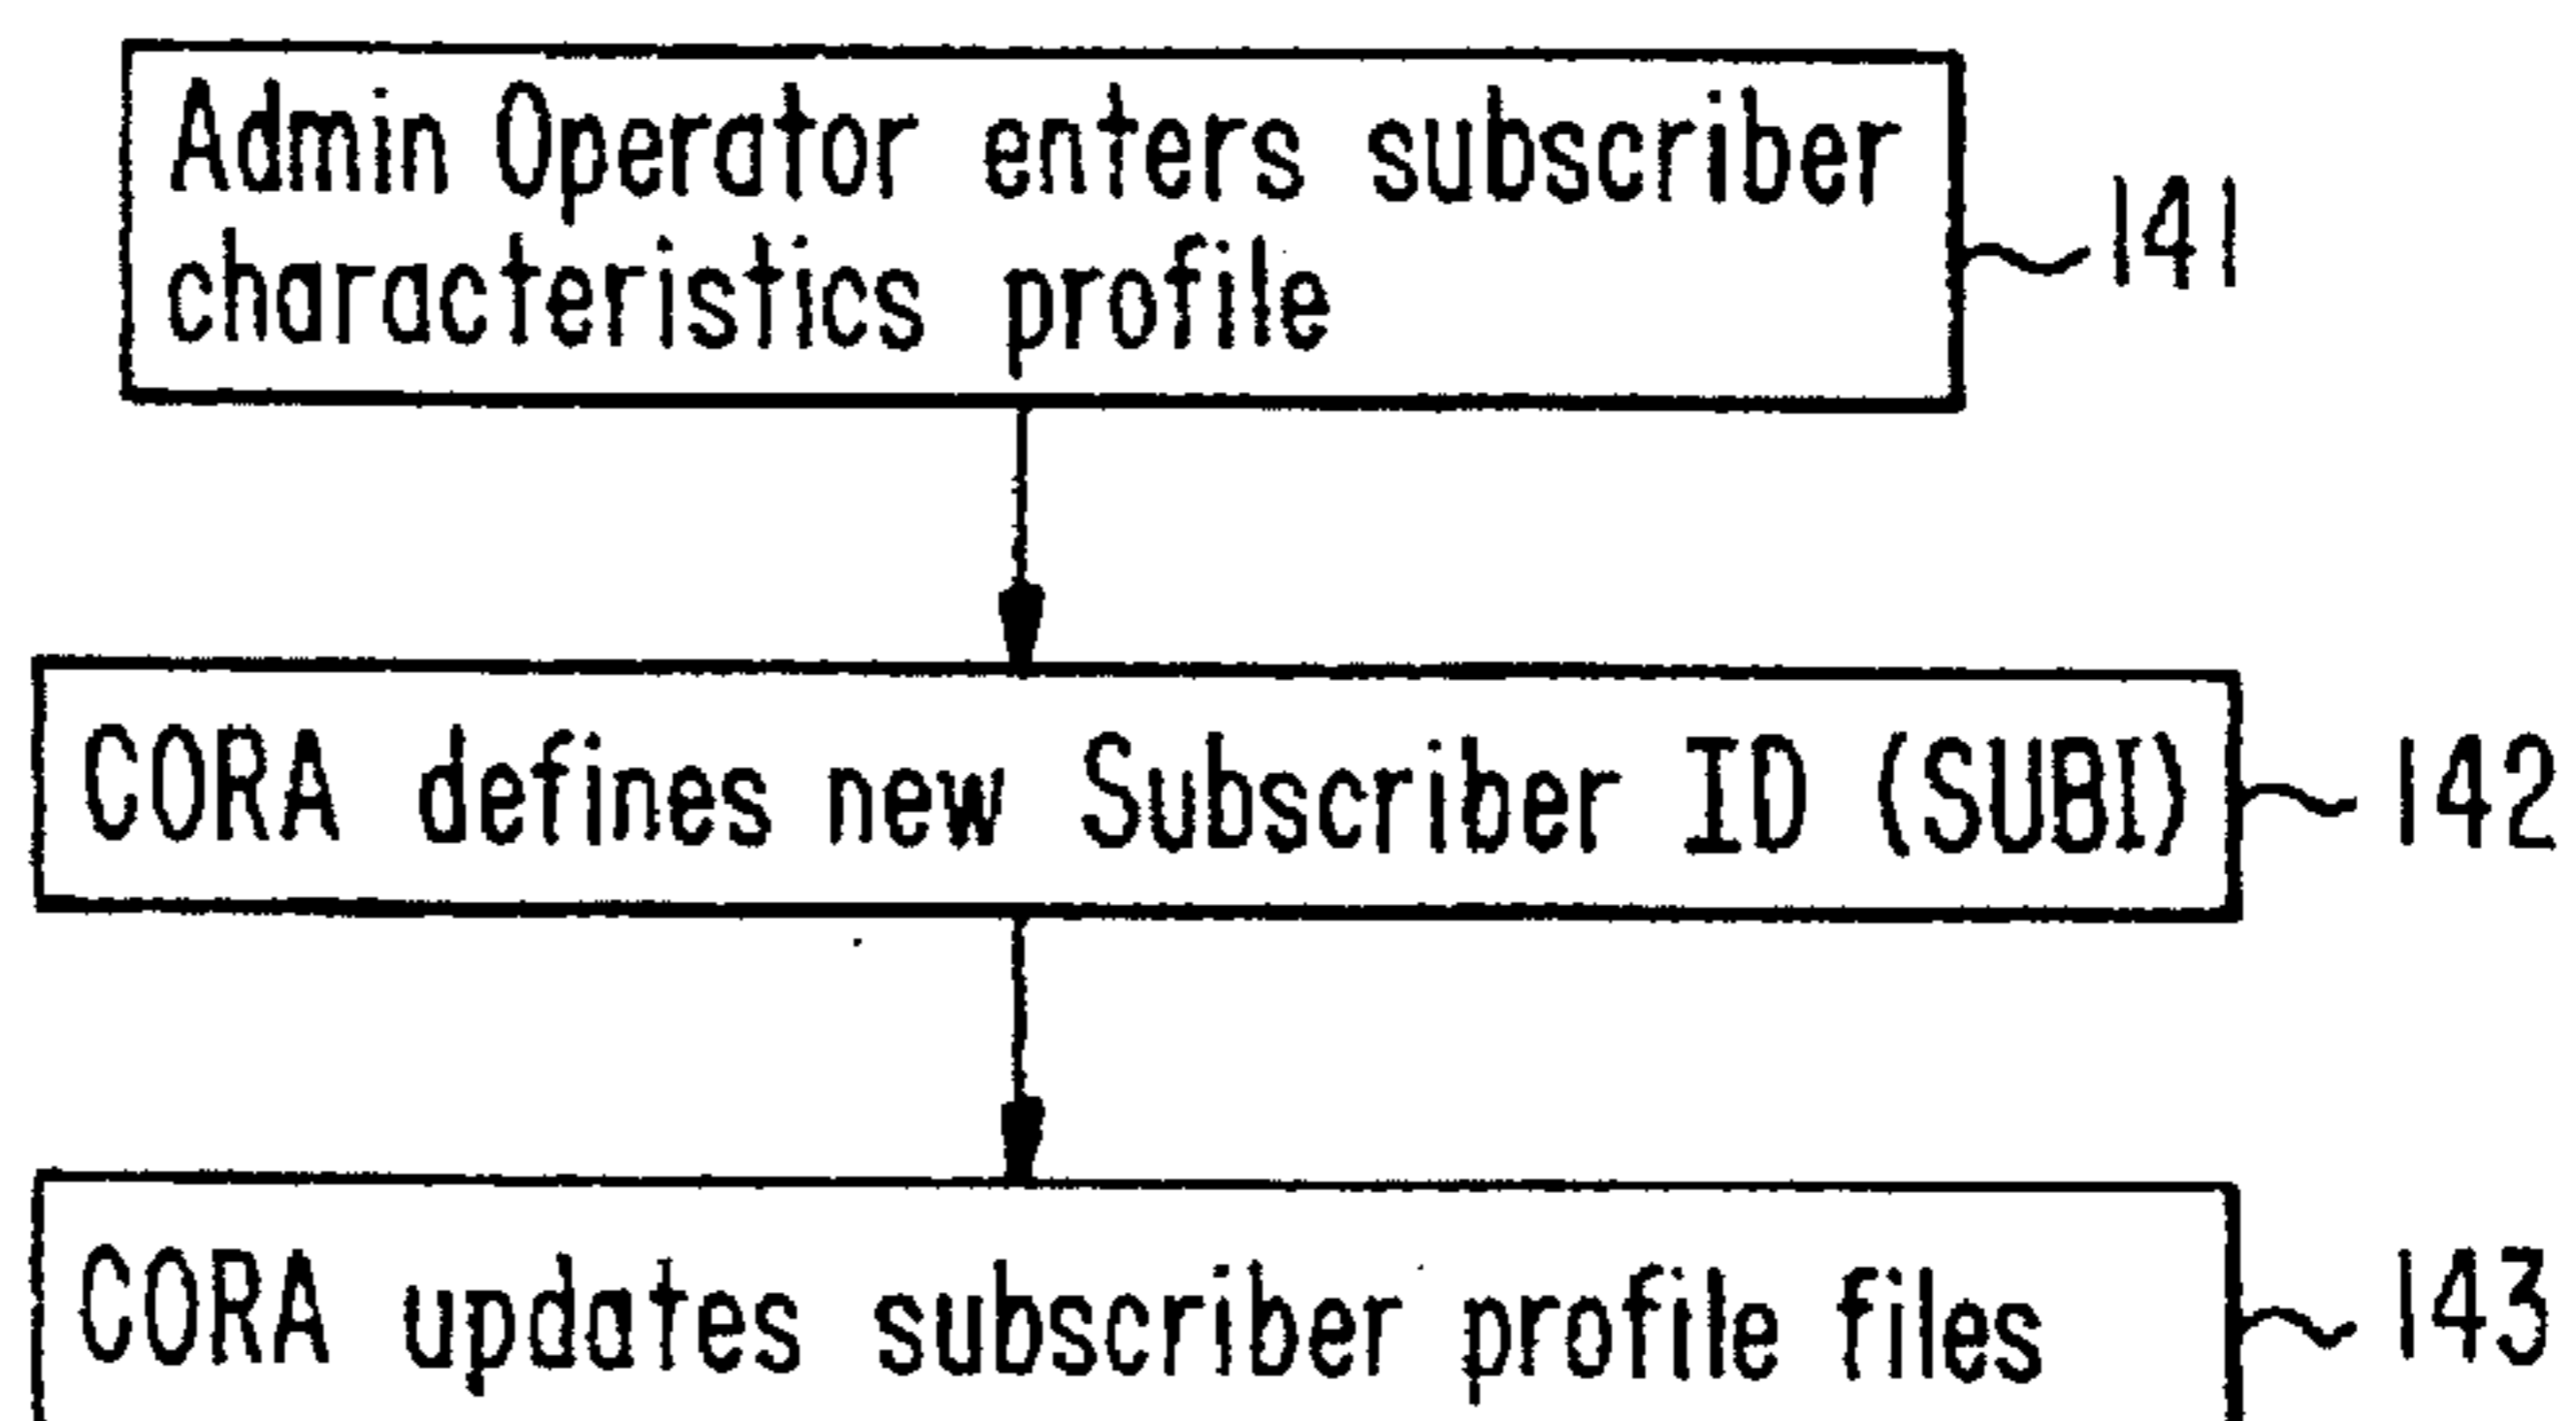 Admin Operator enters subscriber
characteristics profile
141
CORA defines new Subscriber ID (SUBI)
142
CORA updates subscriber profile files
143